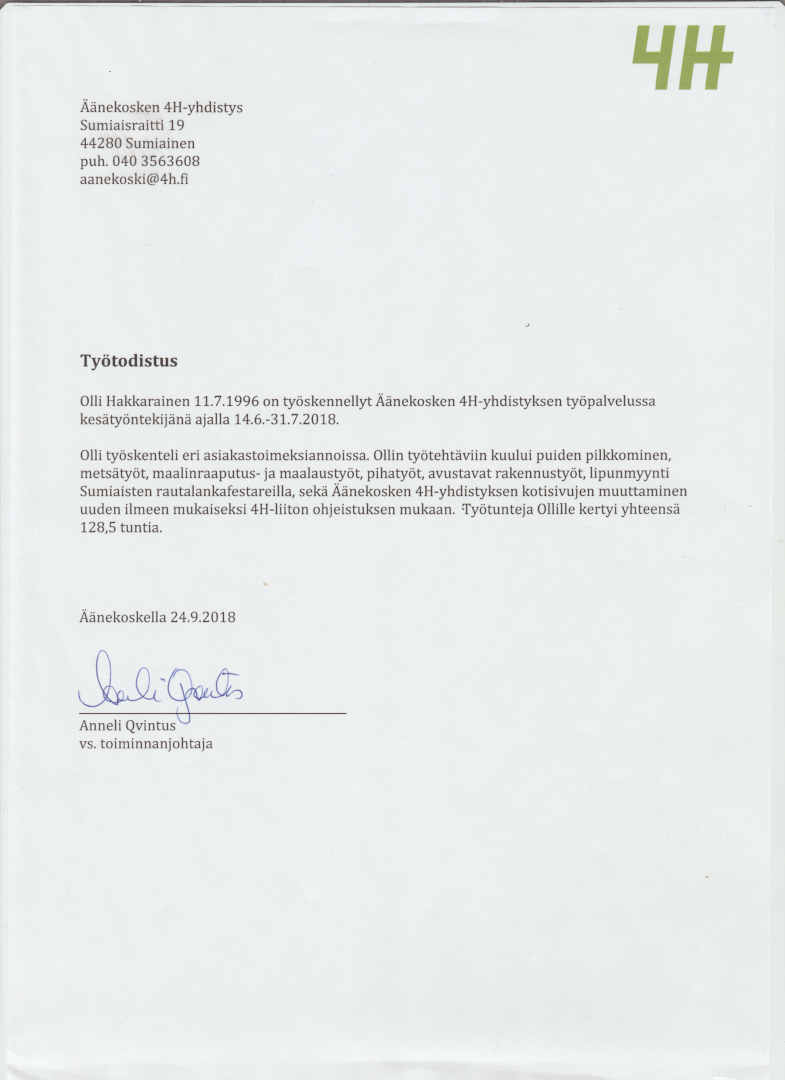 4H
Äänekosken 4H-yhdistys
Sumiaisraitti 19
44280 Sumiainen
puh. 040 3563608
aanekoski@4h.fi
Työtodistus
Olli Hakkarainen 11.7.1996 on työskennellyt Äänekosken 4H-yhdistyksen työpalvelussa
kesätyöntekijänä ajalla 14.6.-31.7.2018.
Olli työskenteli eri asiakastoimeksiannoissa. Ollin työtehtäviin kuului puiden pilkkominen,
metsätyöt, maalinraaputus- ja maalaustyöt, pihatyöt, avustavat rakennustyöt, lipunmyynti
Sumiaisten rautalankafestareilla, sekä Äänekosken 4H-yhdistyksen kotisivujen muuttaminen
uuden ilmeen mukaiseksi 4H-liiton ohjeistuksen mukaan. Työtunteja Ollille kertyi yhteensä
128,5 tuntia.
Äänekoskella 24.9.2018
Anneli Qvintus
Anneli Qvintus
vs. toiminnanjohtaja